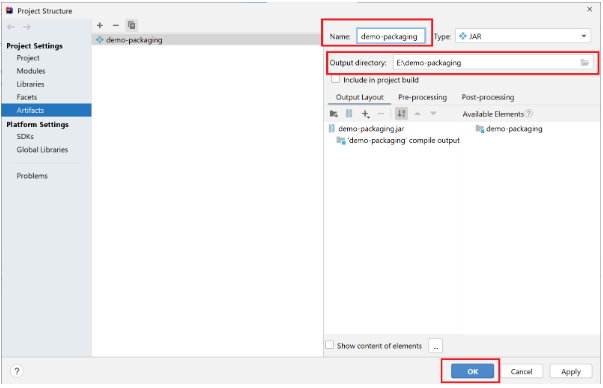 Project Structure
Project Settings
Project
Modules
Libraries
Facets
Artifacts
Platform Settings
SDKs
Global Libraries
Problems
demo-packaging
Name: demo-packaging Type: JAR
Output directory: E:\demo-packaging
Include in project build
Output Layout Pre-processing Post-processing
Available Elements ?
demo-packaging.jar demo-packaging
'demo-packaging' compile output
Show content of elements ...
? OK Cancel Apply